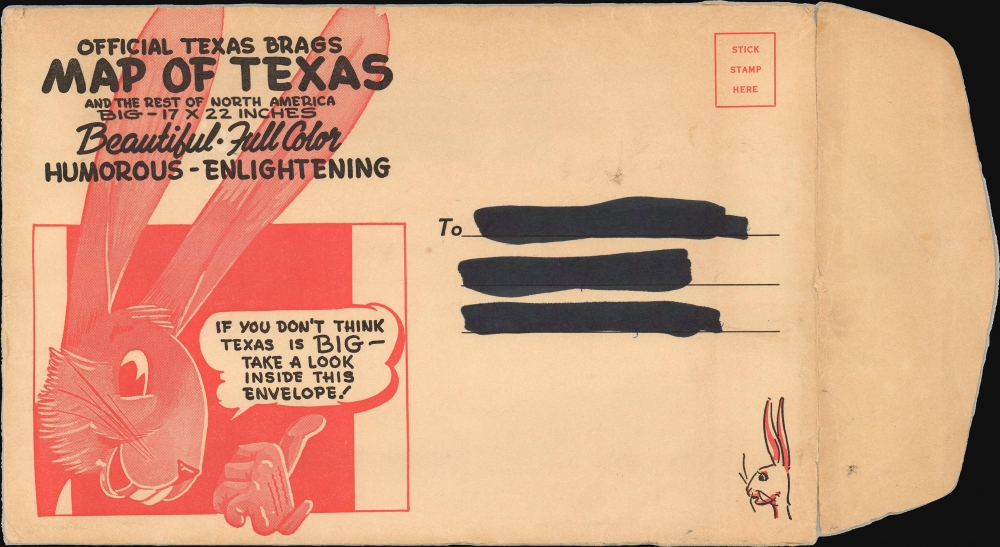 OFFICIAL TEXAS BRAGS
MAP OF TEXAS
AND THE REST OF NORTH AMERICA
BIG - 17 X 22 INCHES
Beautiful · Full Color
HUMOROUS - ENLIGHTENING
STICK
STAMP
HERE
To
IF YOU DON'T THINK
TEXAS IS BIG -
TAKE A LOOK
INSIDE THIS
ENVELOPE!